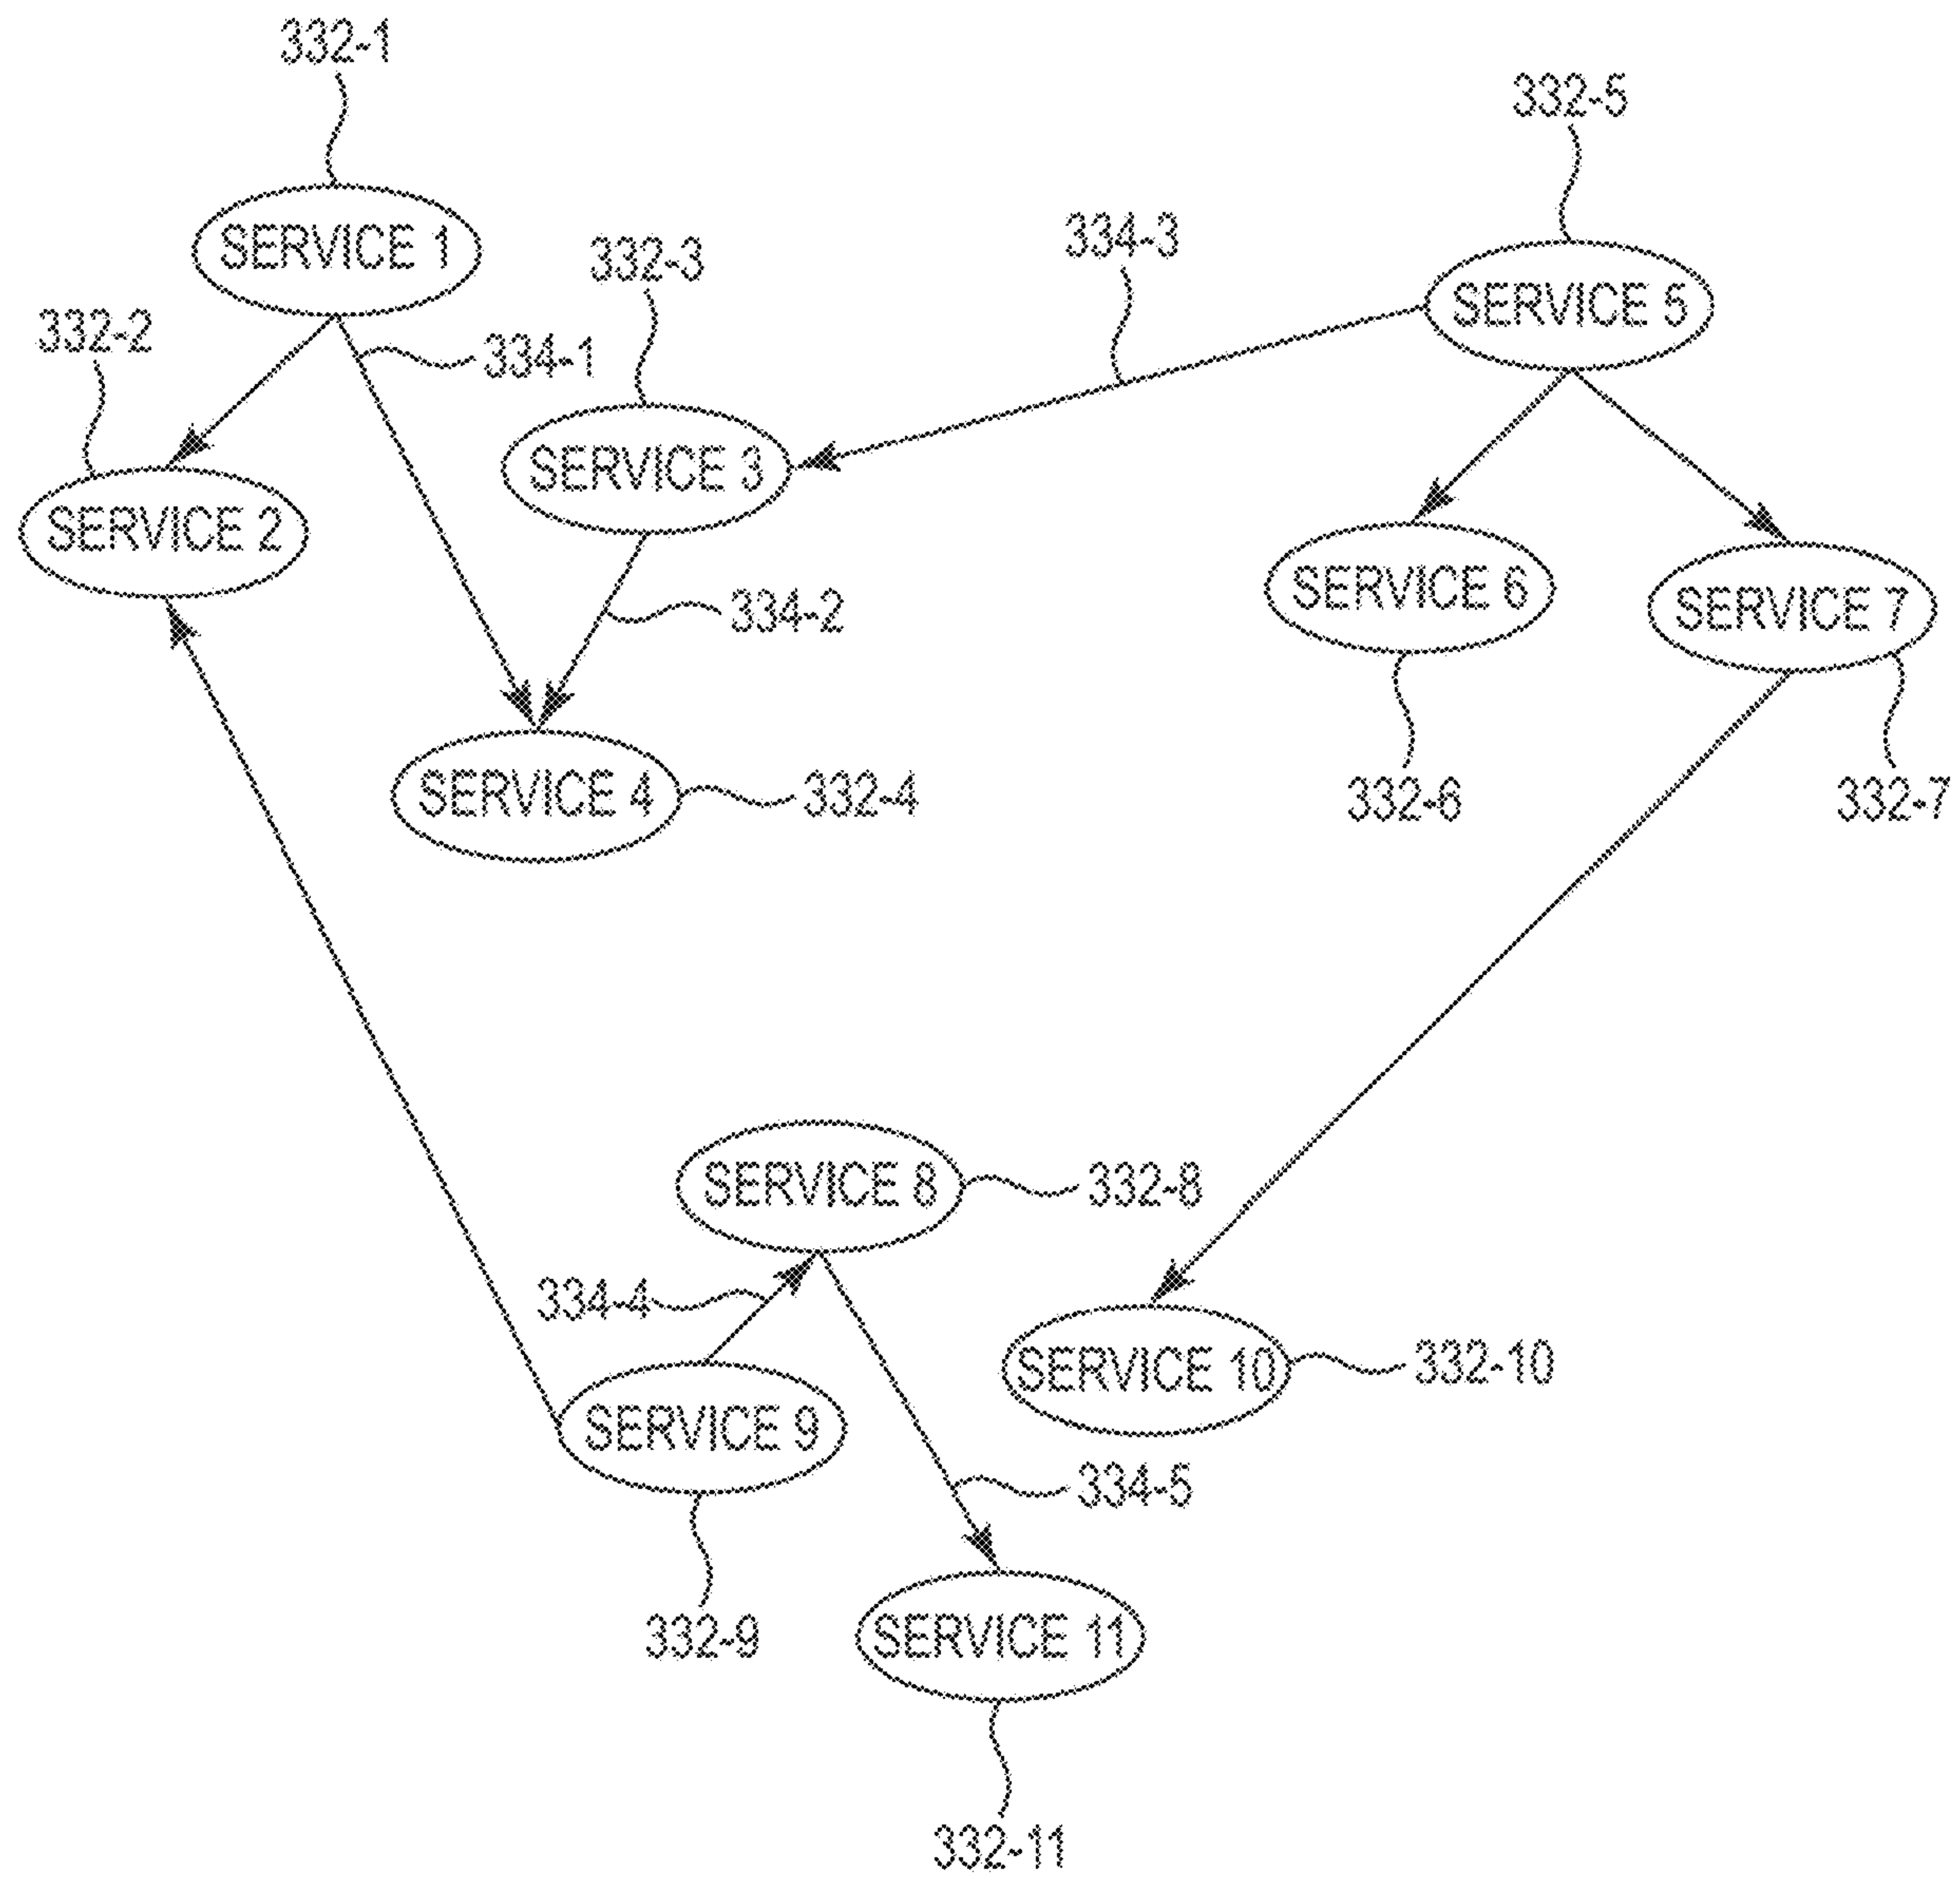 332-1
332-5
SERVICE 1
332-3
334-3
SERVICE 5
332-2
334-1
SERVICE 3
SERVICE 2
SERVICE 6
SERVICE 7
334-2
SERVICE 4
332-4
332-6
332-7
SERVICE 8
332-8
334-4
SERVICE 10
332-10
SERVICE 9
334-5
332-9
SERVICE 11
332-11